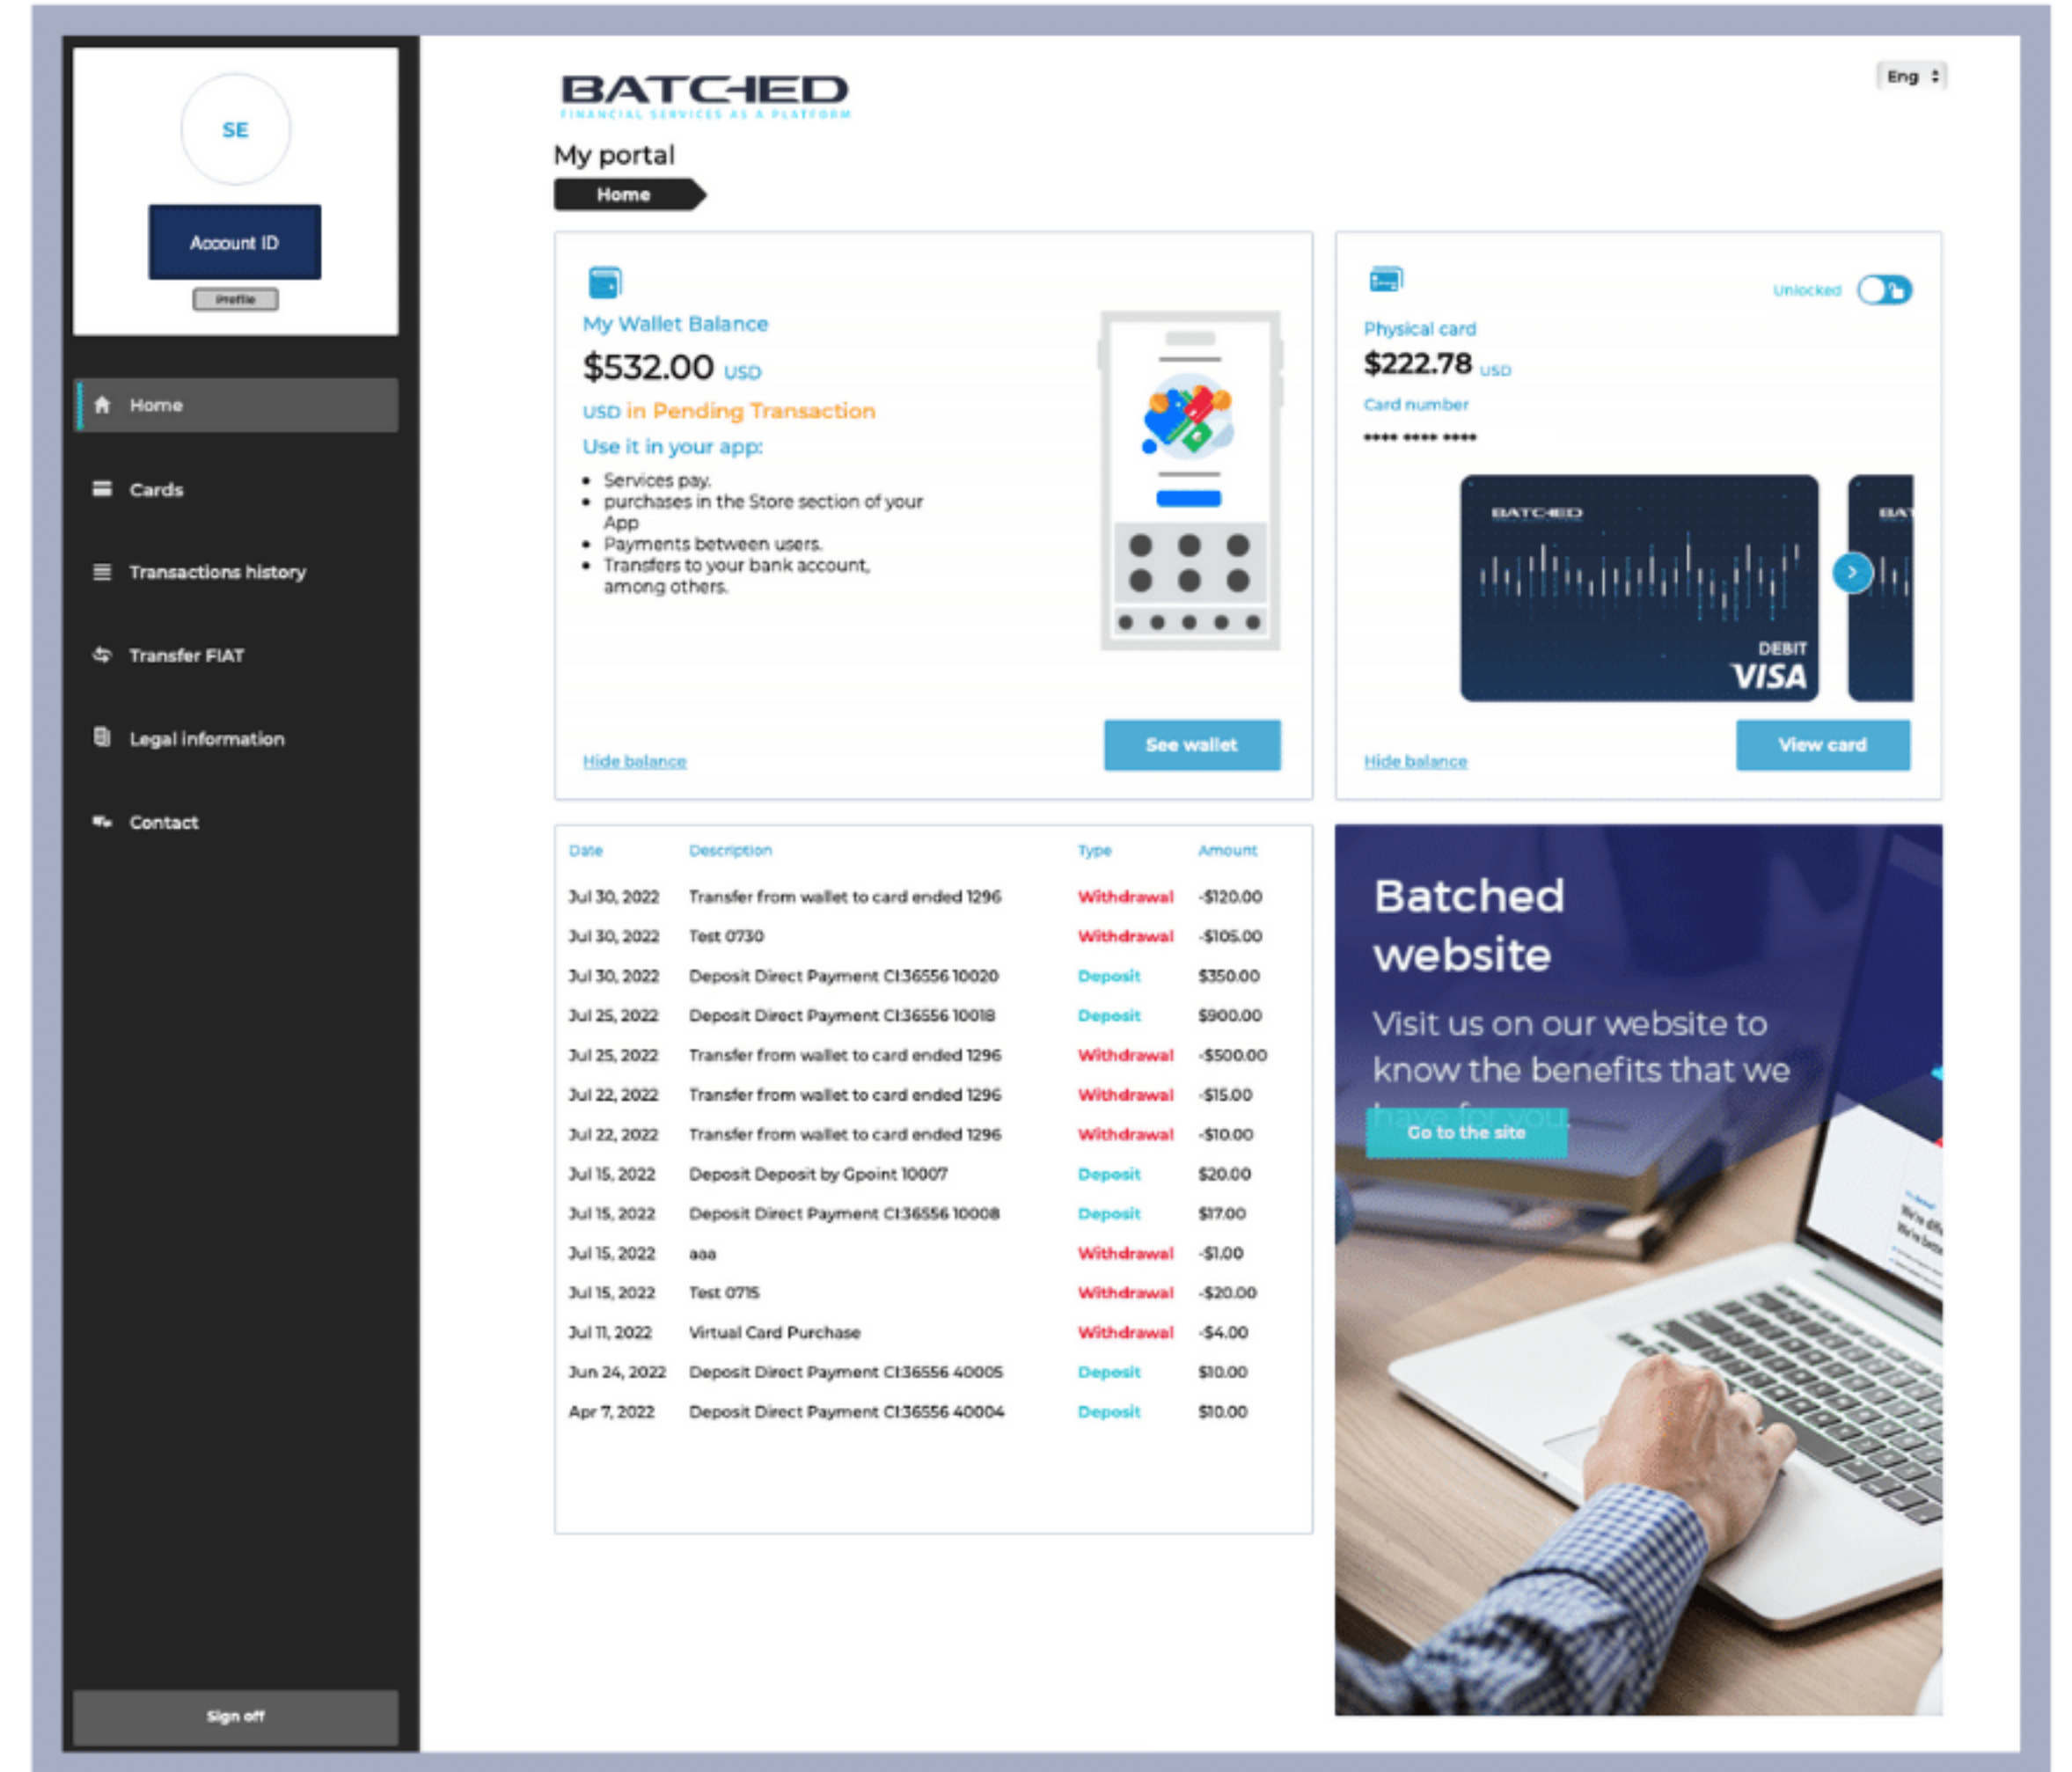 SE
Account ID
Profile
Home
Cards
Transactions history
Transfer FIAT
Legal information
Contact
Sign off
BATCHED
FINANCIAL SERVICES AS A PLATFORM
Eng
My portal
Home
My Wallet Balance
$532.00 USD
USD in Pending Transaction
Use it in your app:
• Services pay.
• purchases in the Store section of your
App
• Payments between users.
• Transfers to your bank account,
among others.
Hide balance
See wallet
Unlocked
Physical card
$222.78 USD
Card number
**** **** ****
BATCHED
BAT
DEBIT
VISA
Hide balance
View card
Date Description Type Amount
Jul 30, 2022 Transfer from wallet to card ended 1296 Withdrawal -$120.00
Jul 30, 2022 Test 0730 Withdrawal -$105.00
Jul 30, 2022 Deposit Direct Payment CI:36556 10020 Deposit $350.00
Jul 25, 2022 Deposit Direct Payment CI:36556 10018 Deposit $900.00
Jul 25, 2022 Transfer from wallet to card ended 1296 Withdrawal -$500.00
Jul 22, 2022 Transfer from wallet to card ended 1296 Withdrawal -$15.00
Jul 22, 2022 Transfer from wallet to card ended 1296 Withdrawal -$10.00
Jul 15, 2022 Deposit Deposit by Gpoint 10007 Deposit $20.00
Jul 15, 2022 Deposit Direct Payment CI:36556 10008 Deposit $17.00
Jul 15, 2022 aaa Withdrawal -$1.00
Jul 15, 2022 Test 0715 Withdrawal -$20.00
Jul 11, 2022 Virtual Card Purchase Withdrawal -$4.00
Jun 24, 2022 Deposit Direct Payment CI:36556 40005 Deposit $10.00
Apr 7, 2022 Deposit Direct Payment CI:36556 40004 Deposit $10.00
Batched
website
Visit us on our website to
know the benefits that we
have for you.
Go to the site